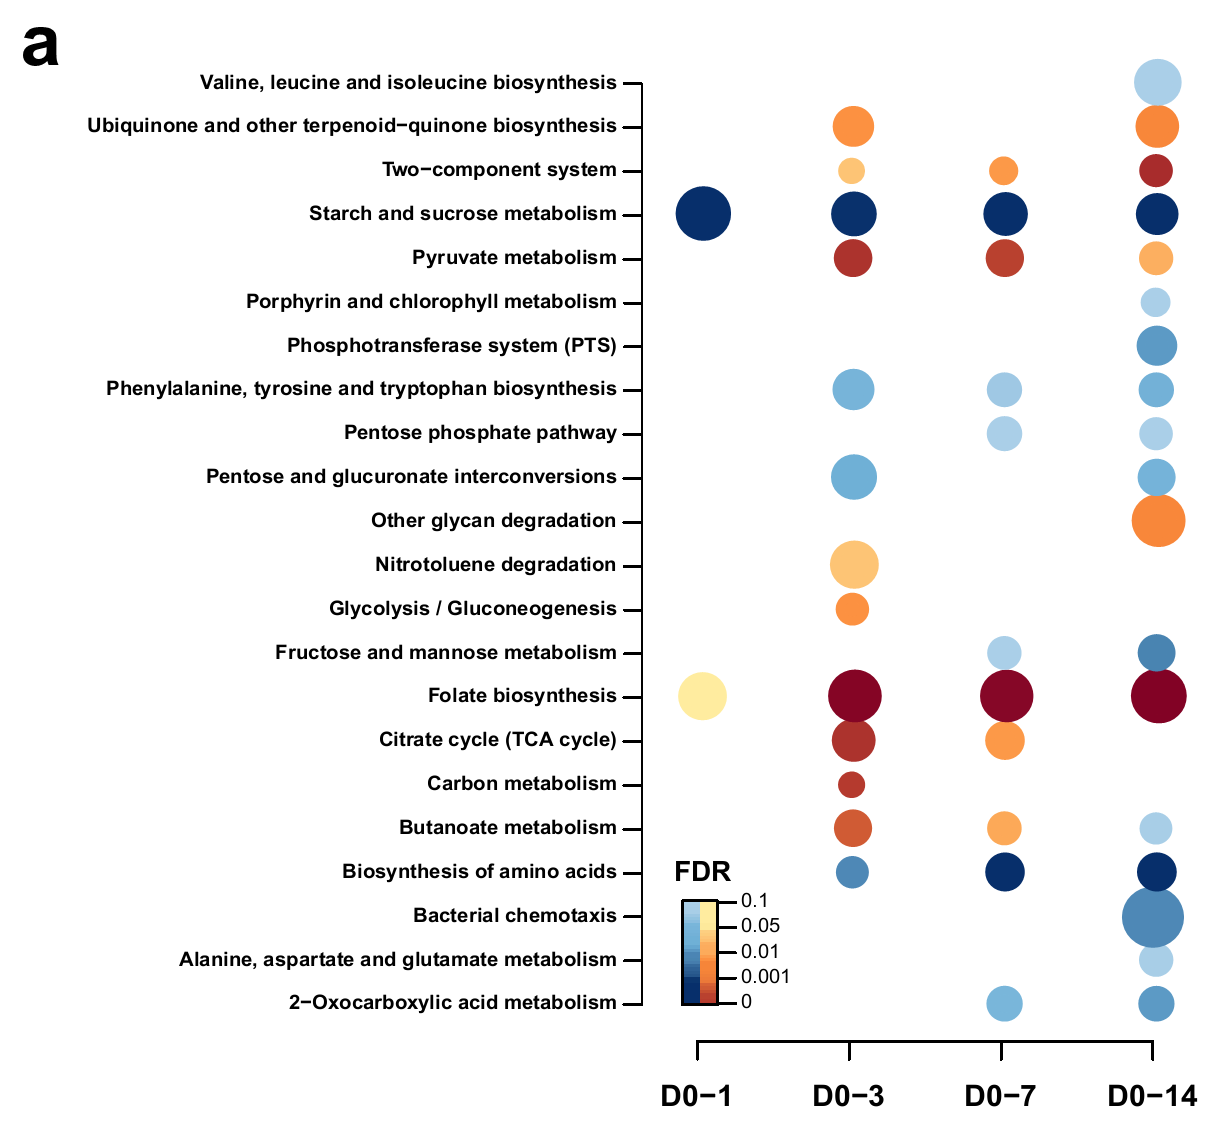 a
Valine, leucine and isoleucine biosynthesis
Ubiquinone and other terpenoid−quinone biosynthesis
Two−component system
Starch and sucrose metabolism
Pyruvate metabolism
Porphyrin and chlorophyll metabolism
Phosphotransferase system (PTS)
Phenylalanine, tyrosine and tryptophan biosynthesis
Pentose phosphate pathway
Pentose and glucuronate interconversions
Other glycan degradation
Nitrotoluene degradation
Glycolysis / Gluconeogenesis
Fructose and mannose metabolism
Folate biosynthesis
Citrate cycle (TCA cycle)
Carbon metabolism
Butanoate metabolism
Biosynthesis of amino acids
Bacterial chemotaxis
Alanine, aspartate and glutamate metabolism
2−Oxocarboxylic acid metabolism
FDR
0.1
0.05
0.01
0.001
0
D0−1 D0−3 D0−7 D0−14